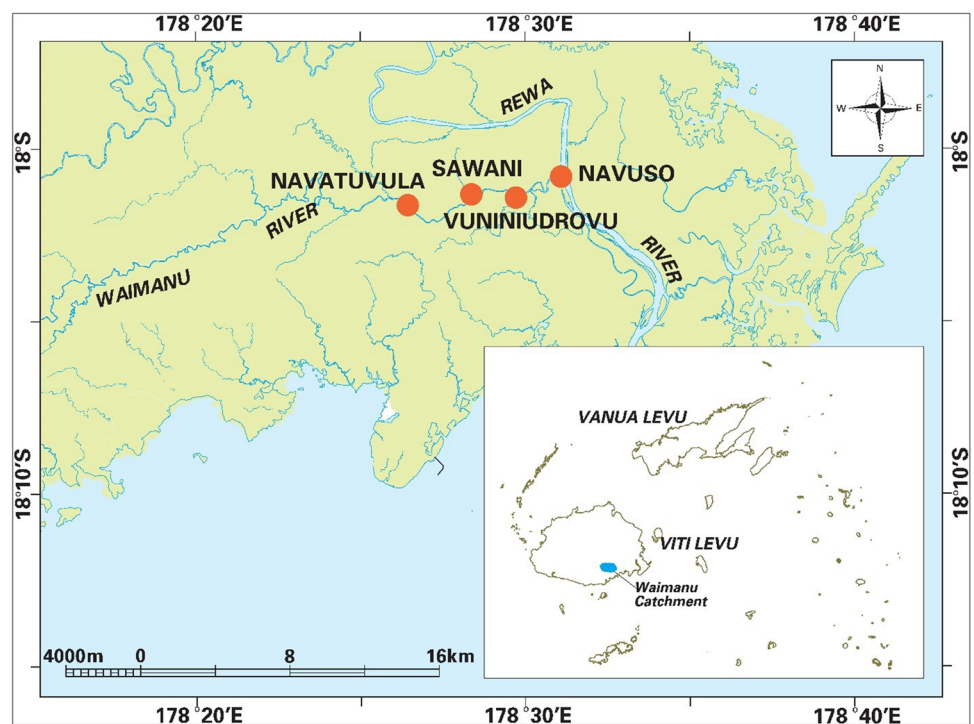 178°20′E
178°30′E
178°40′E
N
W
E
S
REWA
18°S
18°S
SAWANI
NAVUSO
NAVATUVULA
VUNINIUDROVU
RIVER
RIVER
WAIMANU
VANUA LEVU
18°10′S
18°10′S
VITI LEVU
Waimanu
Catchment
4000m
0
8
16km
178°20′E
178°30′E
178°40′E